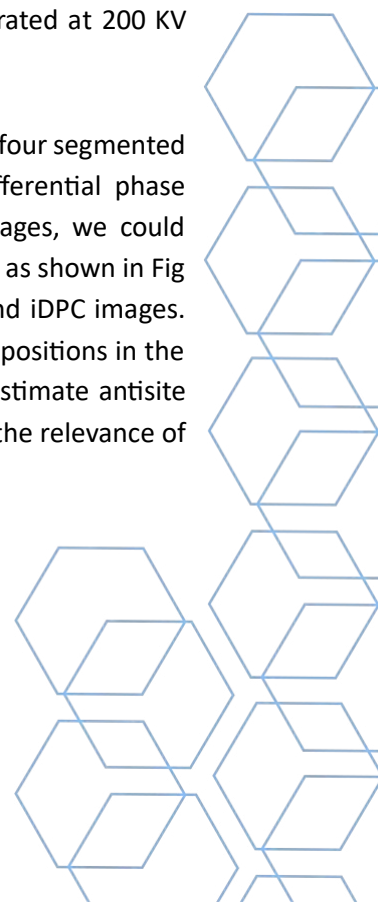 rated at 200 KV
four segmented
fferential phase
ages, we could
as shown in Fig
nd iDPC images.
positions in the
stimate antisite
the relevance of